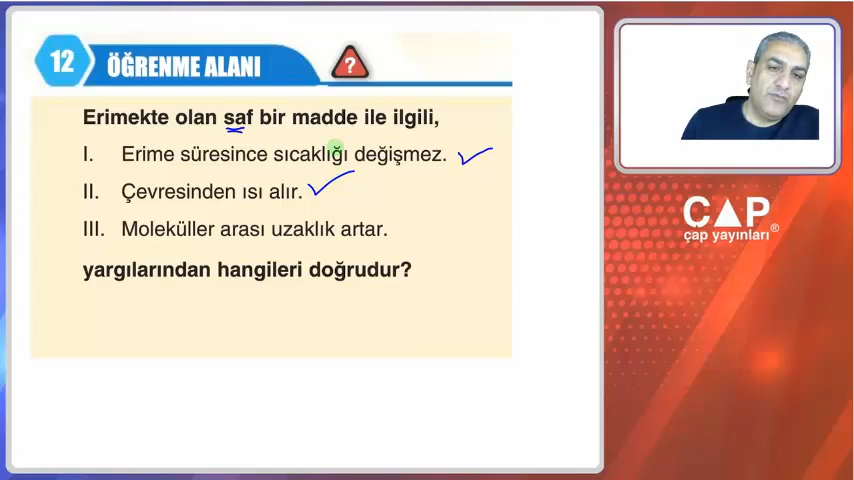 12 ÖĞRENME ALANI ?
Erimekte olan saf bir madde ile ilgili,
I. Erime süresince sıcaklığı değişmez.
II. Çevresinden ısı alır.
III. Moleküller arası uzaklık artar.
yargılarından hangileri doğrudur?
ÇAP
çap yayınları®